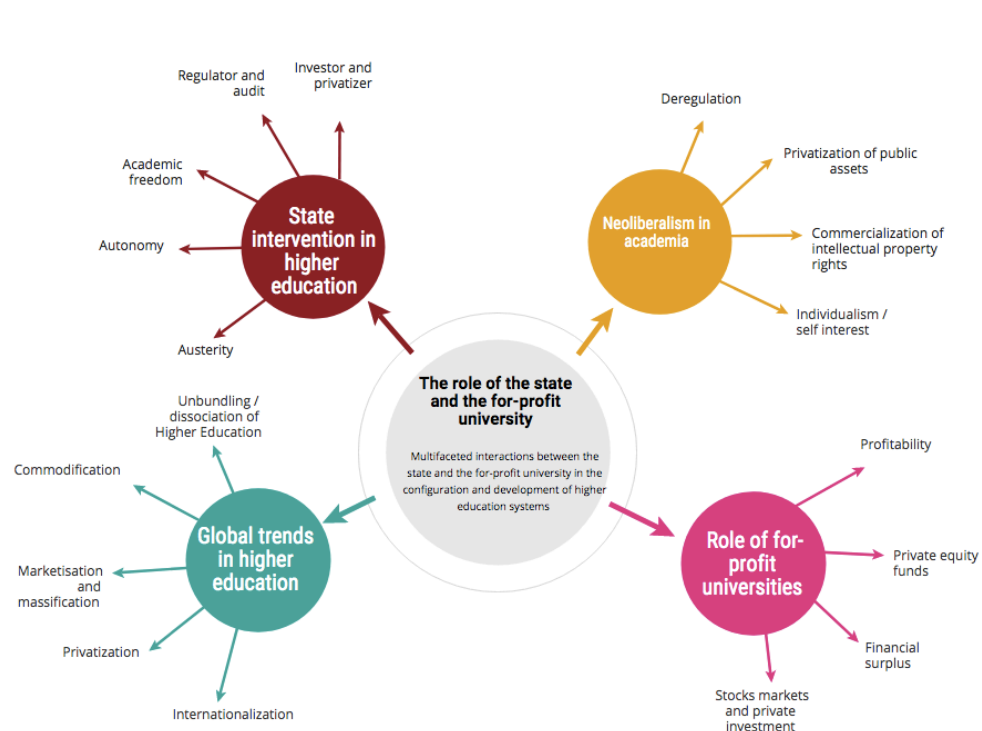 Regulator and
audit
Investor and
privatizer
Academic
freedom
Autonomy
Austerity
State
intervention in
higher
education
Deregulation
Privatization of public
assets
Commercialization of
intellectual property
rights
Individualism /
self interest
Neoliberalism in
academia
The role of the state
and the for-profit
university
Multifaceted interactions between the
state and the for-profit university in the
configuration and development of higher
education systems
Unbundling /
dissociation of
Higher Education
Commodification
Marketisation
and
massification
Privatization
Internationalization
Global trends
in higher
education
Profitability
Private equity
funds
Financial
surplus
Stocks markets
and private
investment
Role of for-
profit
universities